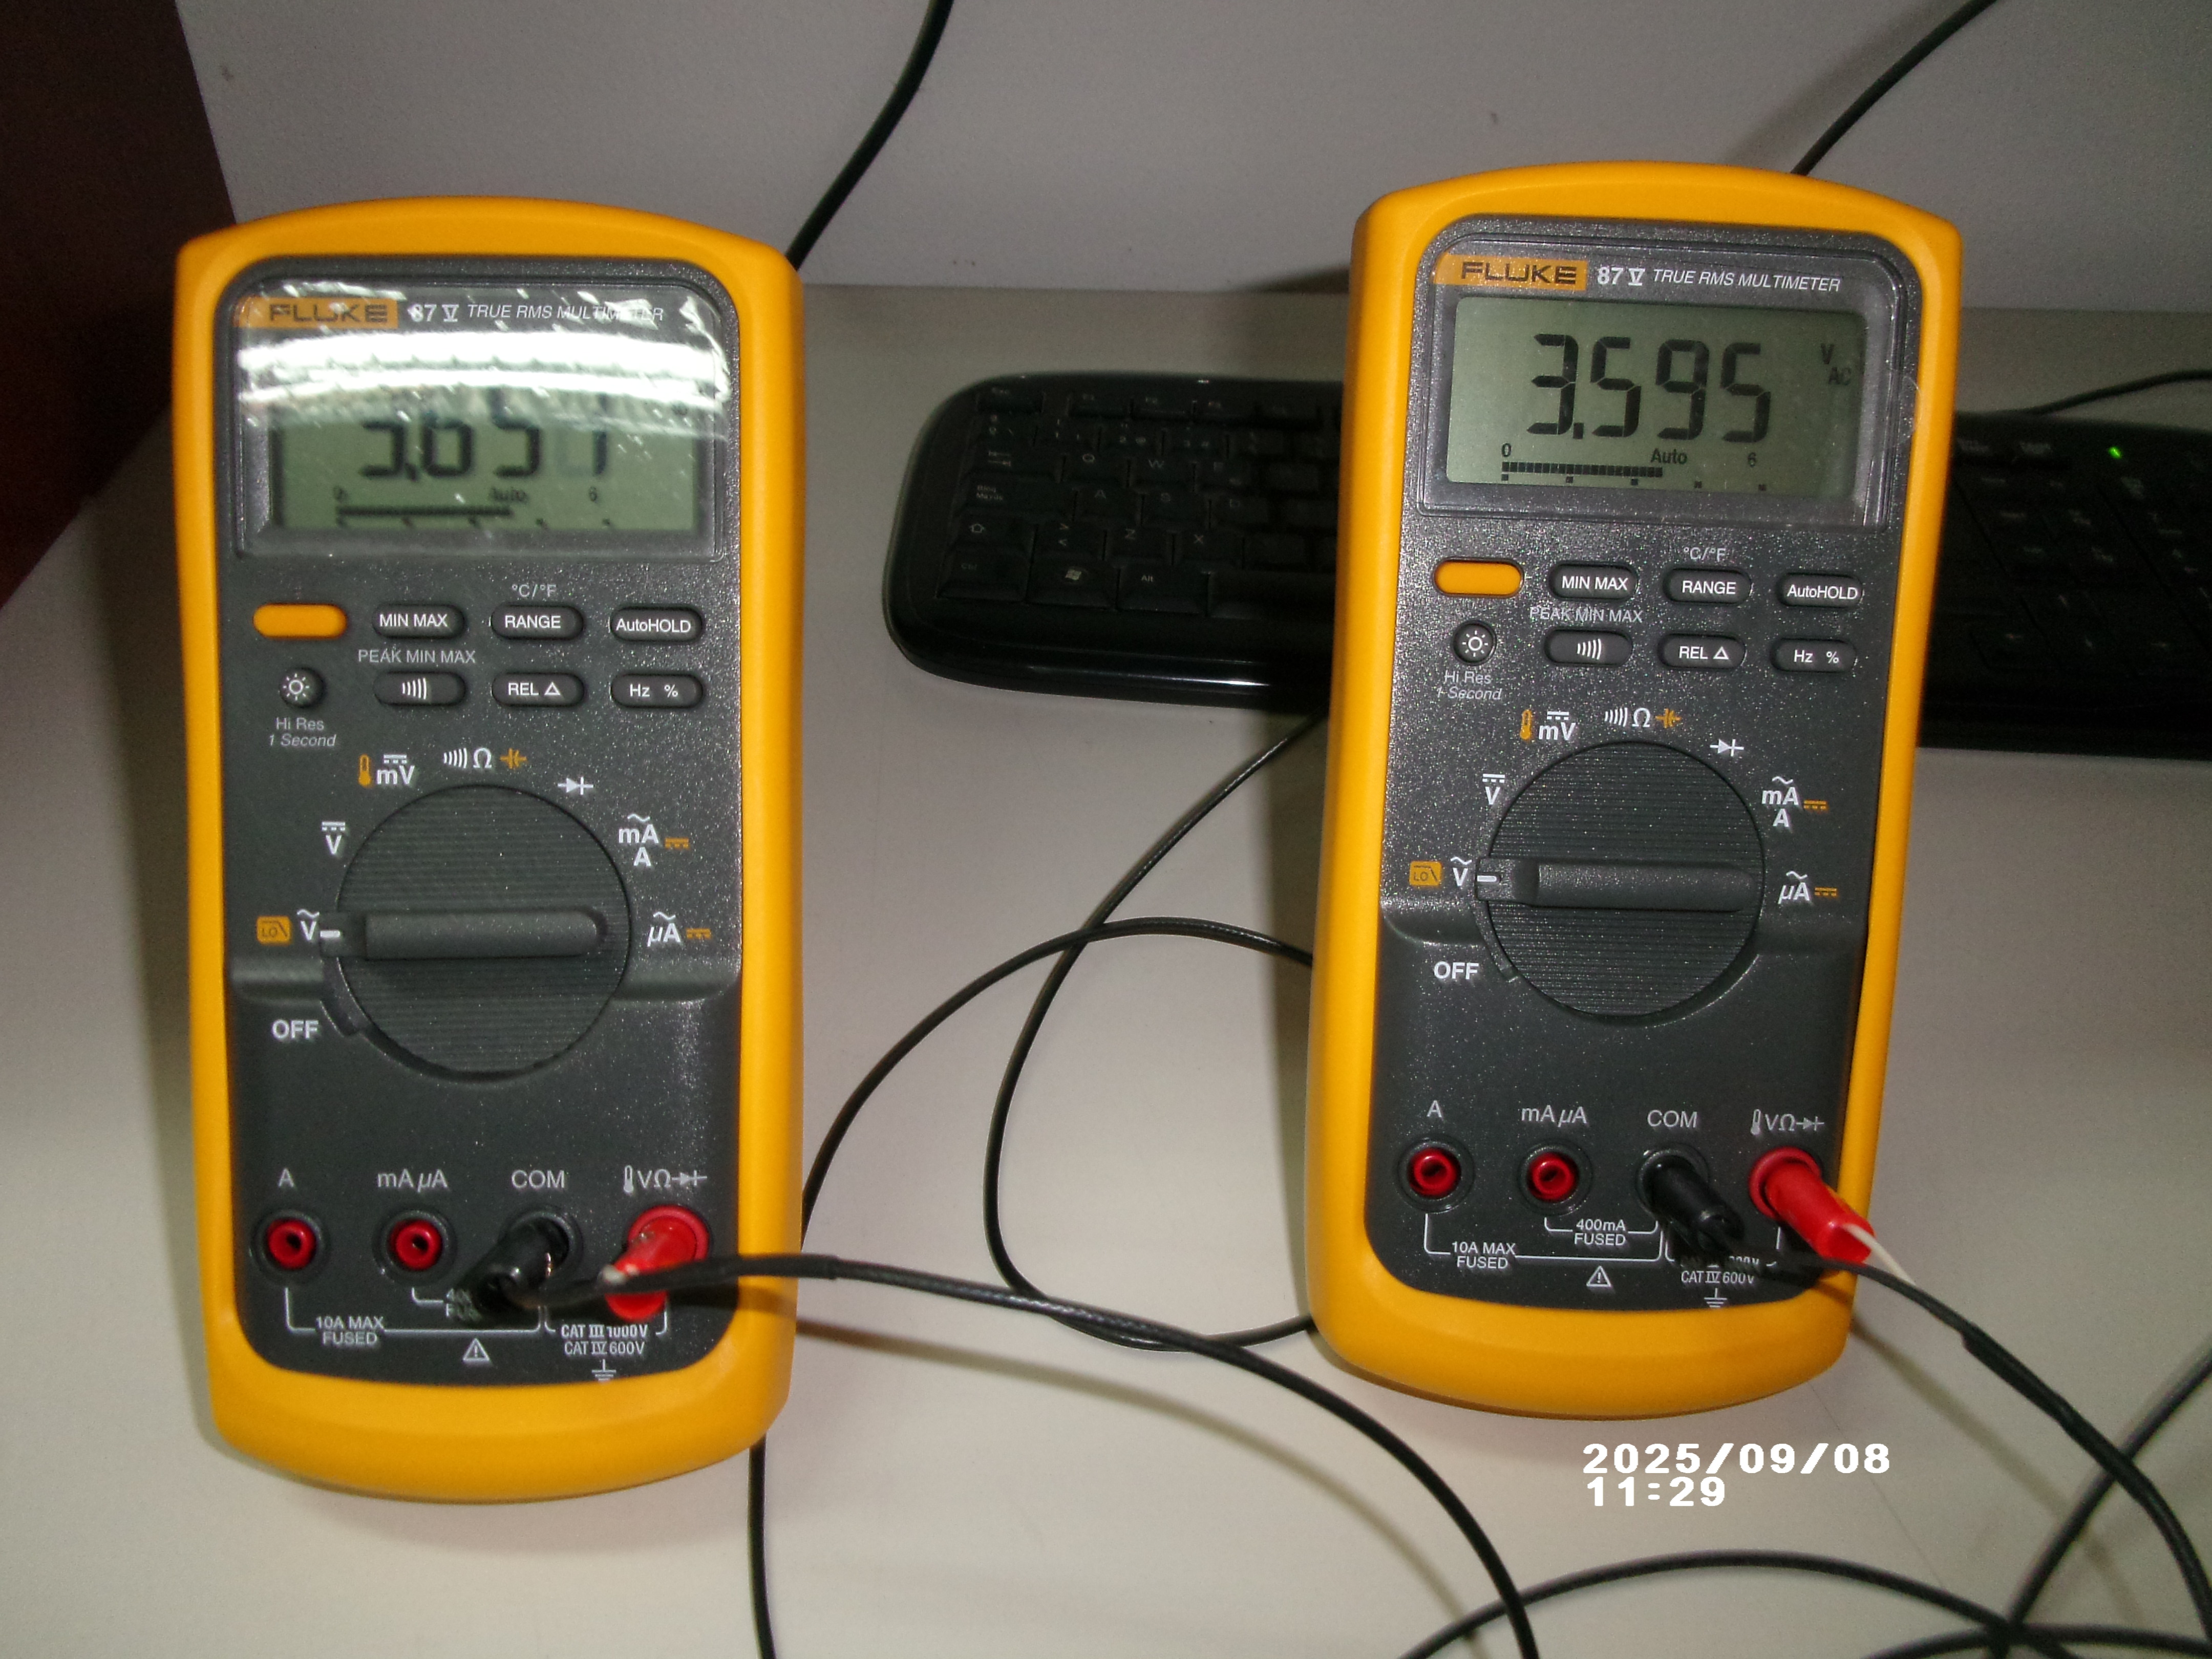 FLUKE 87 V TRUE RMS MULTIMETER
0 Auto 6
MIN MAX
°C/°F
RANGE
AutoHOLD
PEAK MIN MAX
REL Δ
Hz %
Hi Res
1 Second
mV
Ω
V
mA
A
LO
V
µA
OFF
A
mA µA
COM
VΩ
10A MAX
FUSED
CAT III 1000V
CAT IV 600V
FLUKE 87 V TRUE RMS MULTIMETER
3.595 V AC
0 Auto 6
MIN MAX
°C/°F
RANGE
AutoHOLD
PEAK MIN MAX
REL Δ
Hz %
Hi Res
1 Second
mV
Ω
V
mA
A
LO
V
µA
OFF
A
mA µA
COM
VΩ
400mA
FUSED
10A MAX
FUSED
CAT IV 600V
Alt
2025/09/08
11:29